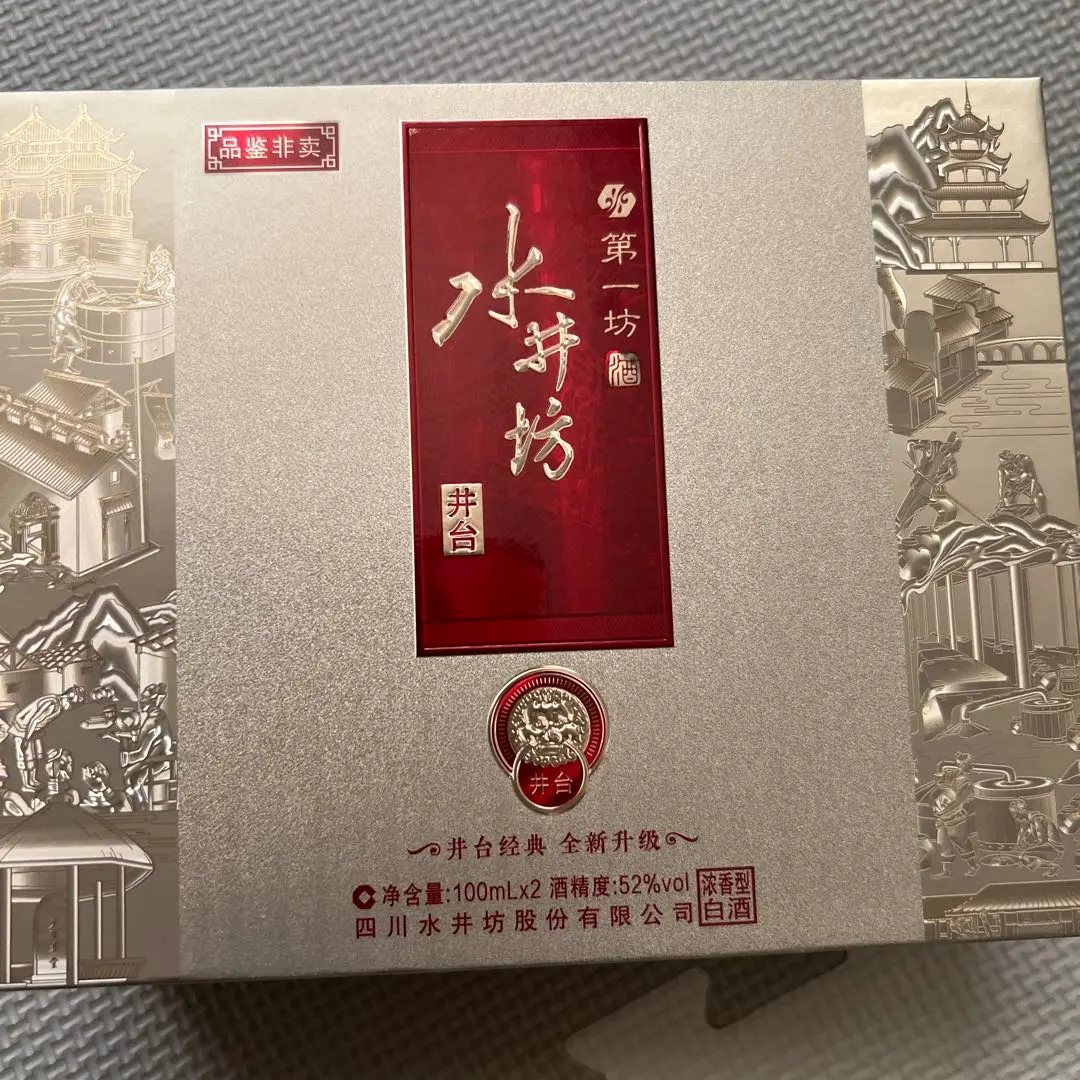 品鉴非卖
第一坊
酒
水井坊
井台
井台
井台经典 全新升级
净含量:100mLx2 酒精度:52%vol
浓香型
白酒
四川水井坊股份有限公司